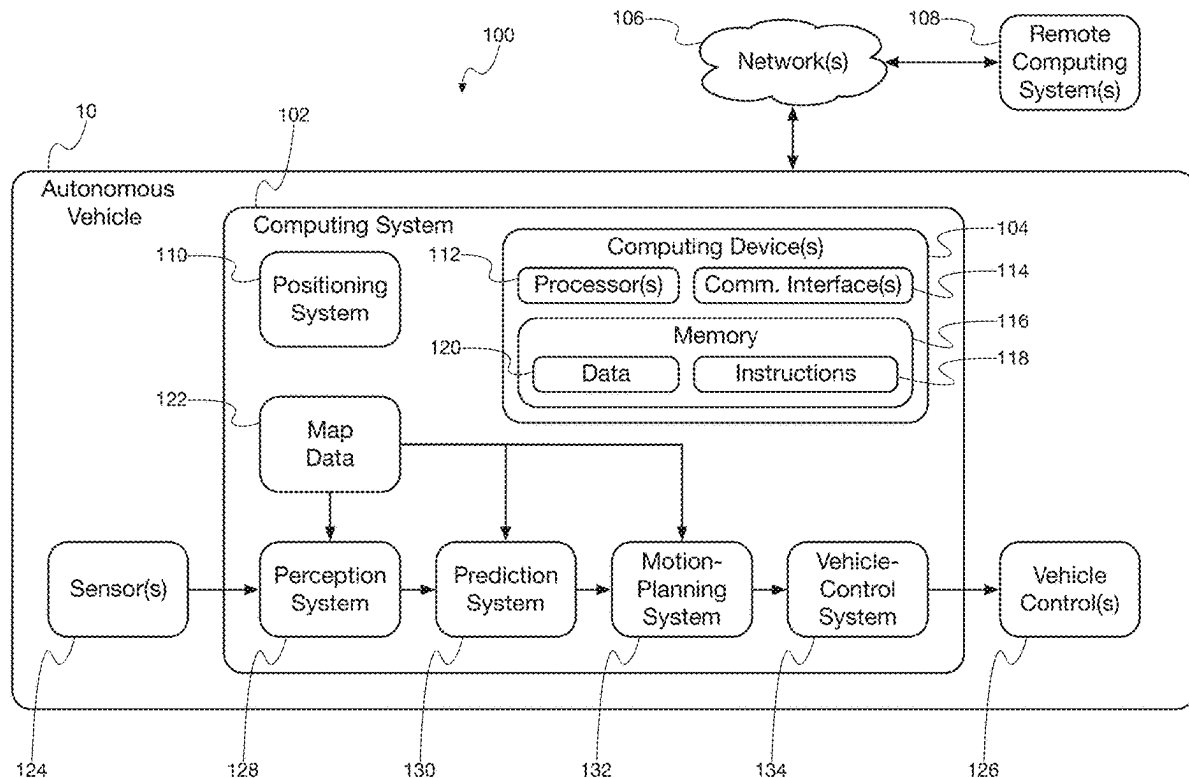 106
108
100
Network(s)
Remote
Computing
System(s)
10
102
Autonomous
Vehicle
Computing System
104
110
112
Computing Device(s)
114
Positioning
System
Processor(s)
Comm. Interface(s)
Memory
116
120
118
Data
Instructions
122
Map
Data
Sensor(s)
Perception
System
Prediction
System
Motion-
Planning
System
Vehicle-
Control
System
Vehicle
Control(s)
124
128
130
132
134
126